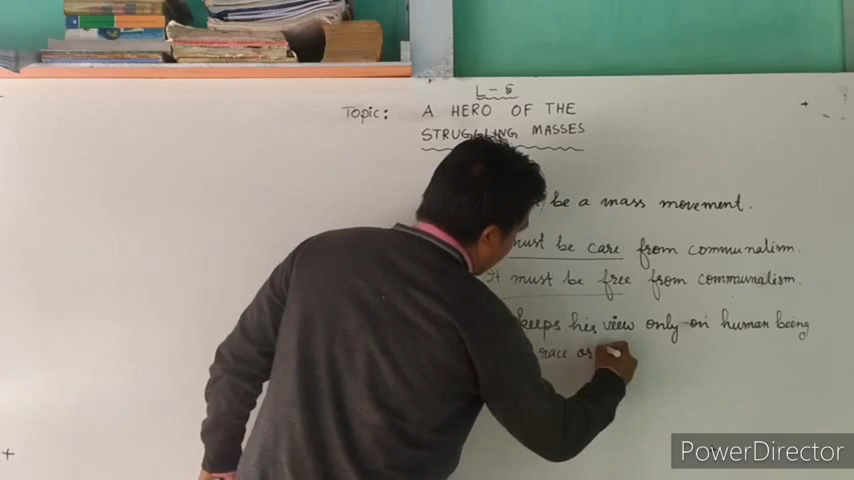 L-5
Topic: A HERO OF THE
STRUGGLING MASSES
be a mass movement.
must be care from communalism.
It must be free from communalism.
keeps his view only on human being
race or
PowerDirector